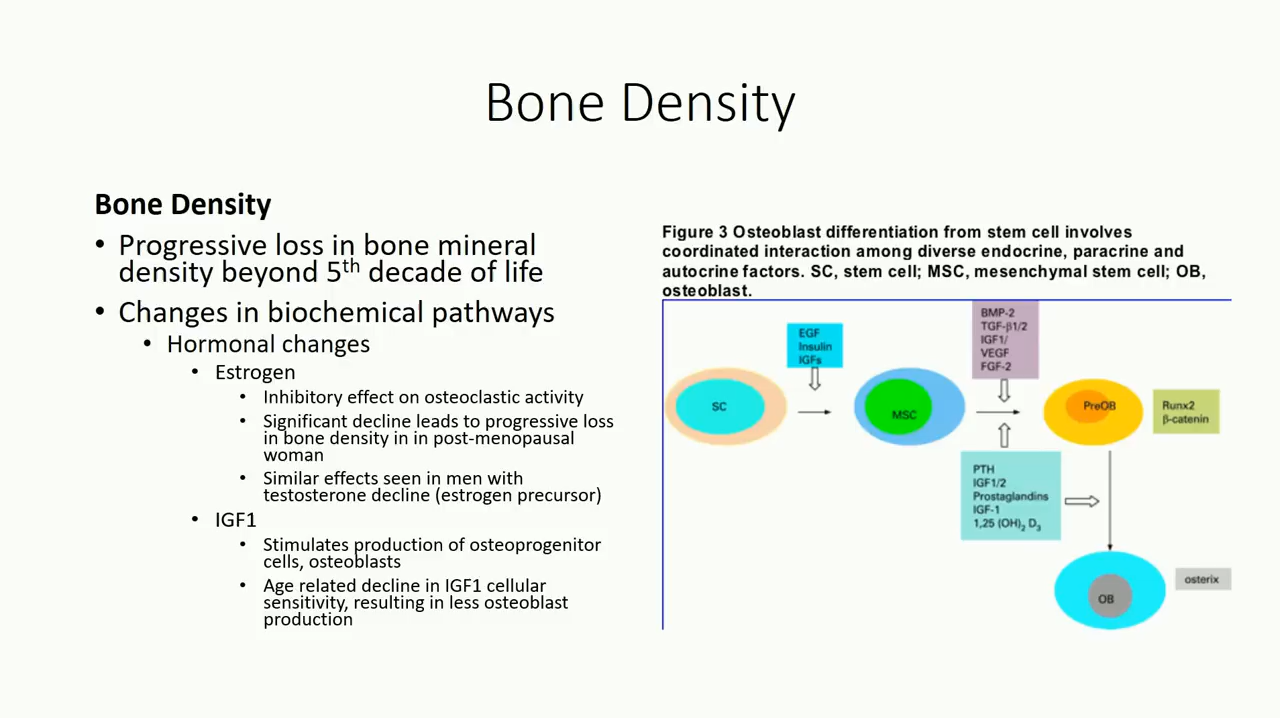 Bone Density
Bone Density
• Progressive loss in bone mineral
density beyond 5th decade of life
• Changes in biochemical pathways
• Hormonal changes
• Estrogen
• Inhibitory effect on osteoclastic activity
• Significant decline leads to progressive loss
in bone density in in post-menopausal
woman
• Similar effects seen in men with
testosterone decline (estrogen precursor)
• IGF1
• Stimulates production of osteoprogenitor
cells, osteoblasts
• Age related decline in IGF1 cellular
sensitivity, resulting in less osteoblast
production
Figure 3 Osteoblast differentiation from stem cell involves
coordinated interaction among diverse endocrine, paracrine and
autocrine factors. SC, stem cell; MSC, mesenchymal stem cell; OB,
osteoblast.
EGF
Insulin
IGFs
BMP-2
TGF-β1/2
IGF1/
VEGF
FGF-2
SC
MSC
PreOB
Runx2
β-catenin
PTH
IGF1/2
Prostaglandins
IGF-1
1,25 (OH)2 D3
OB
osterix